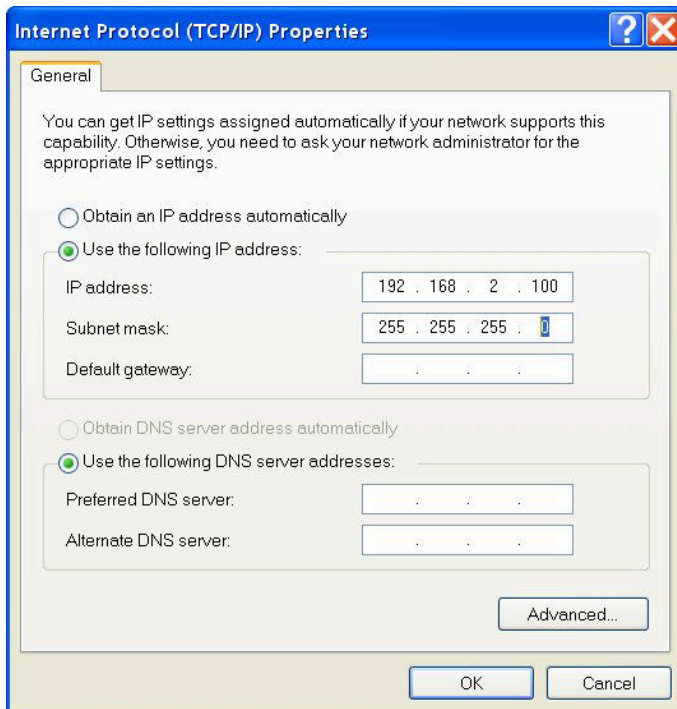 Internet Protocol (TCP/IP) Properties
General
You can get IP settings assigned automatically if your network supports this
capability. Otherwise, you need to ask your network administrator for the
appropriate IP settings.
Obtain an IP address automatically
Use the following IP address:
IP address: 192 . 168 . 2 . 100
Subnet mask: 255 . 255 . 255 . 0
Default gateway: . . .
Obtain DNS server address automatically
Use the following DNS server addresses:
Preferred DNS server: . . .
Alternate DNS server: . . .
Advanced...
OK Cancel